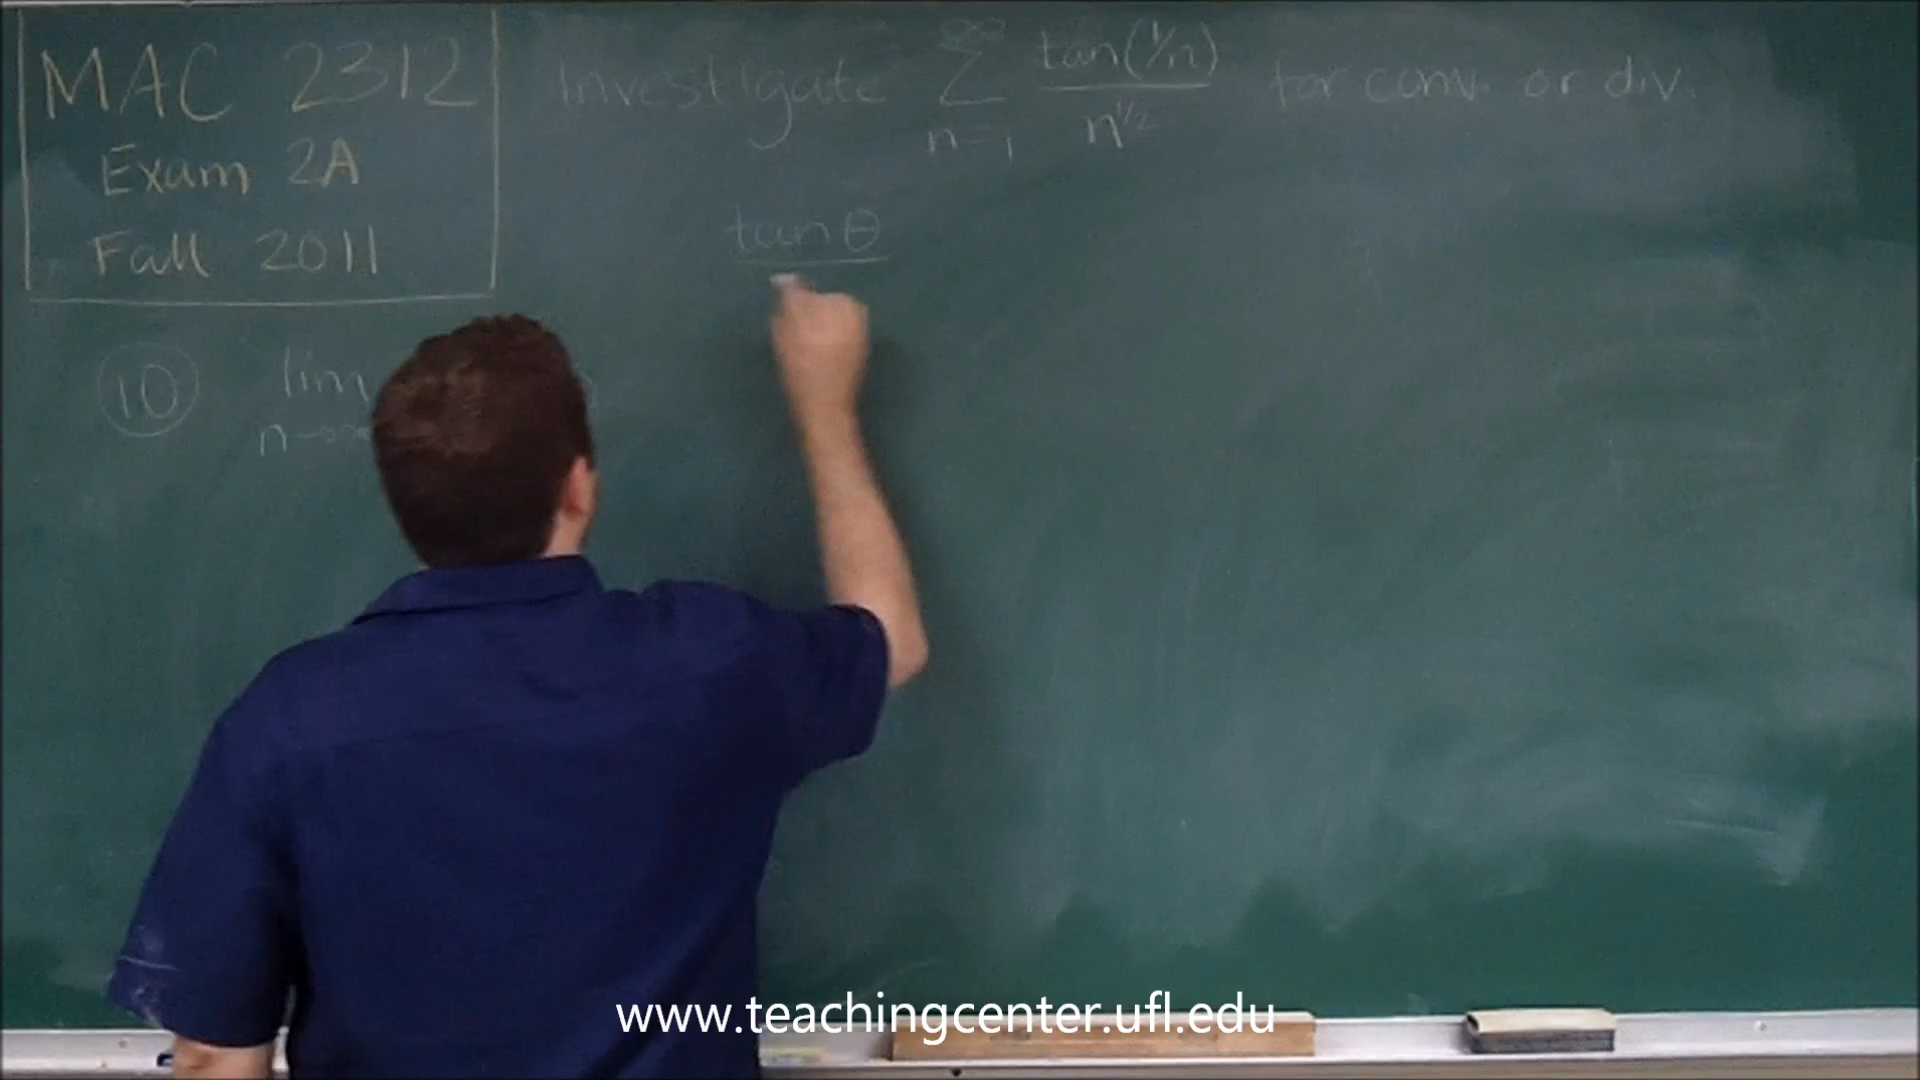 MAC 2312
Exam 2A
Fall 2011
Investigate ∑ n=1 ∞ tan(1/n) / n^1/2 for conv. or div.
tan θ
10 lim n→∞
www.teachingcenter.ufl.edu